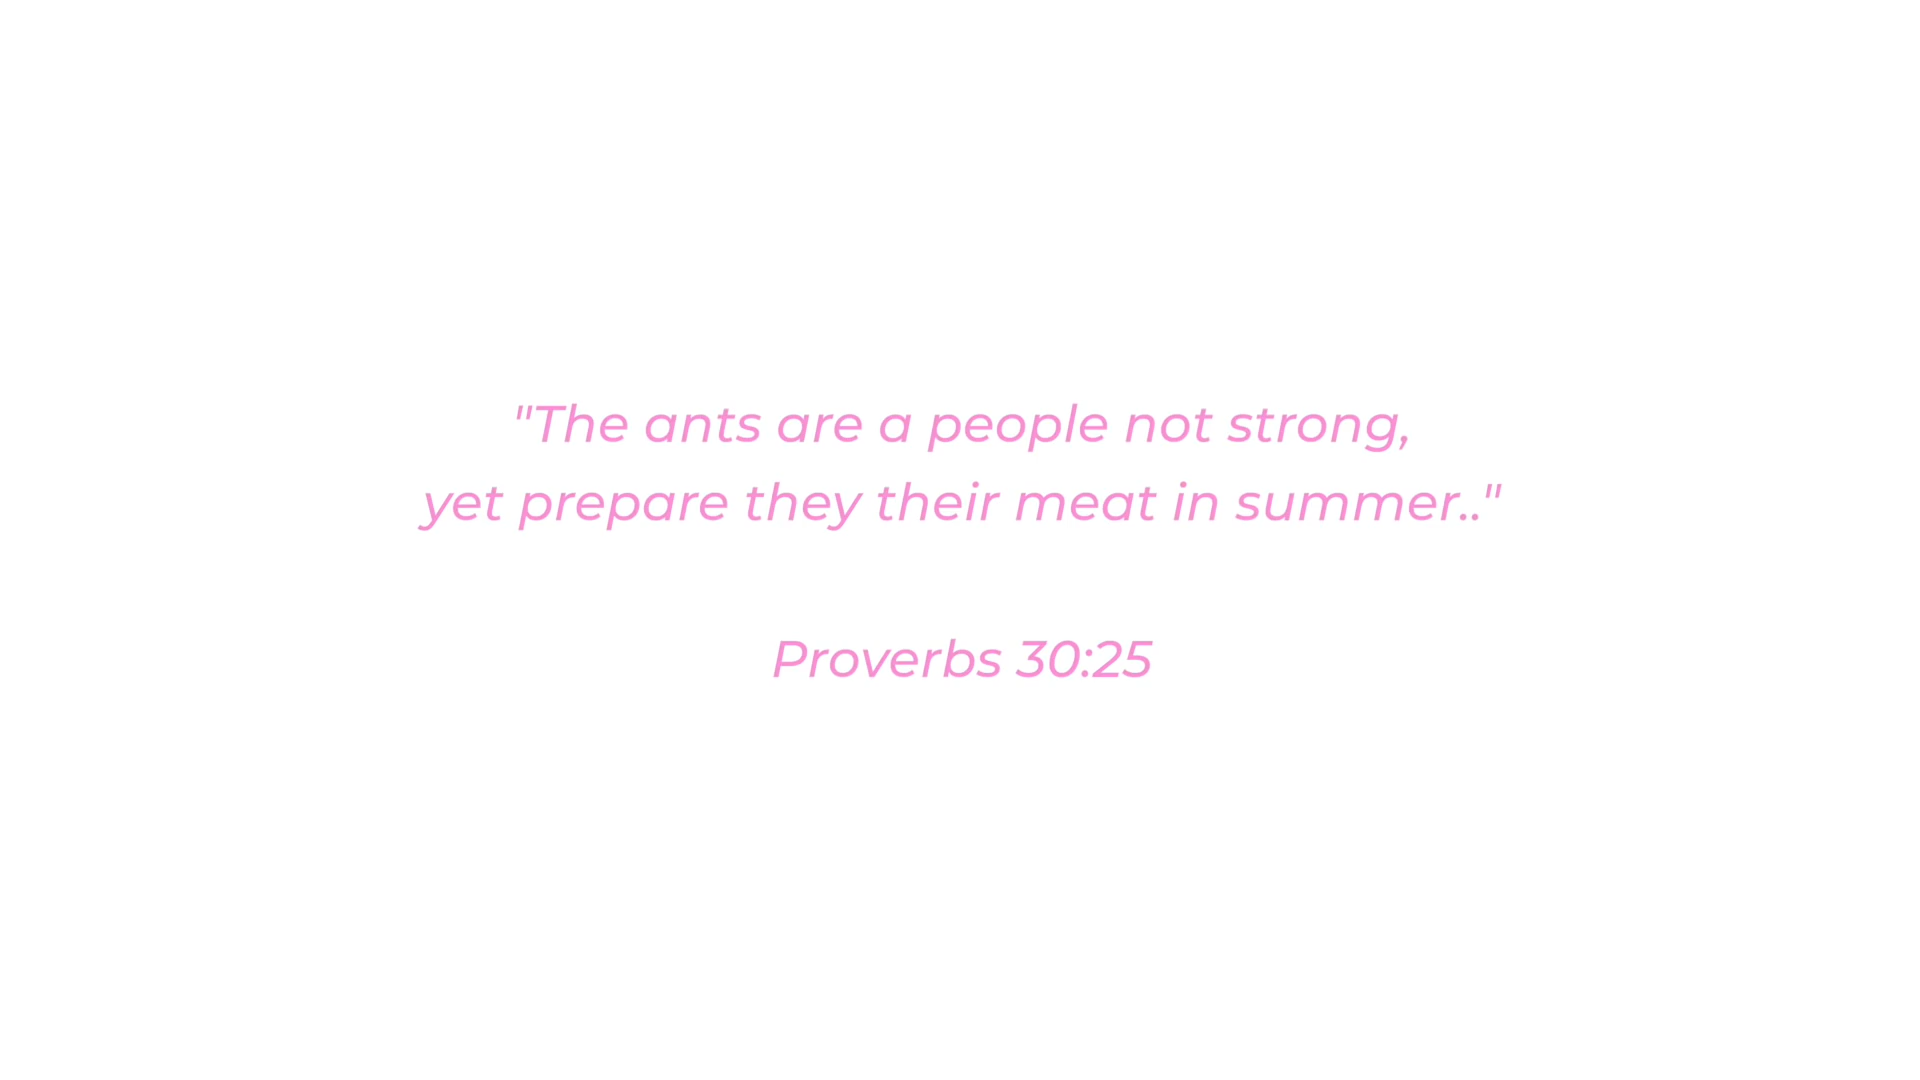 "The ants are a people not strong,
yet prepare they their meat in summer.."
Proverbs 30:25